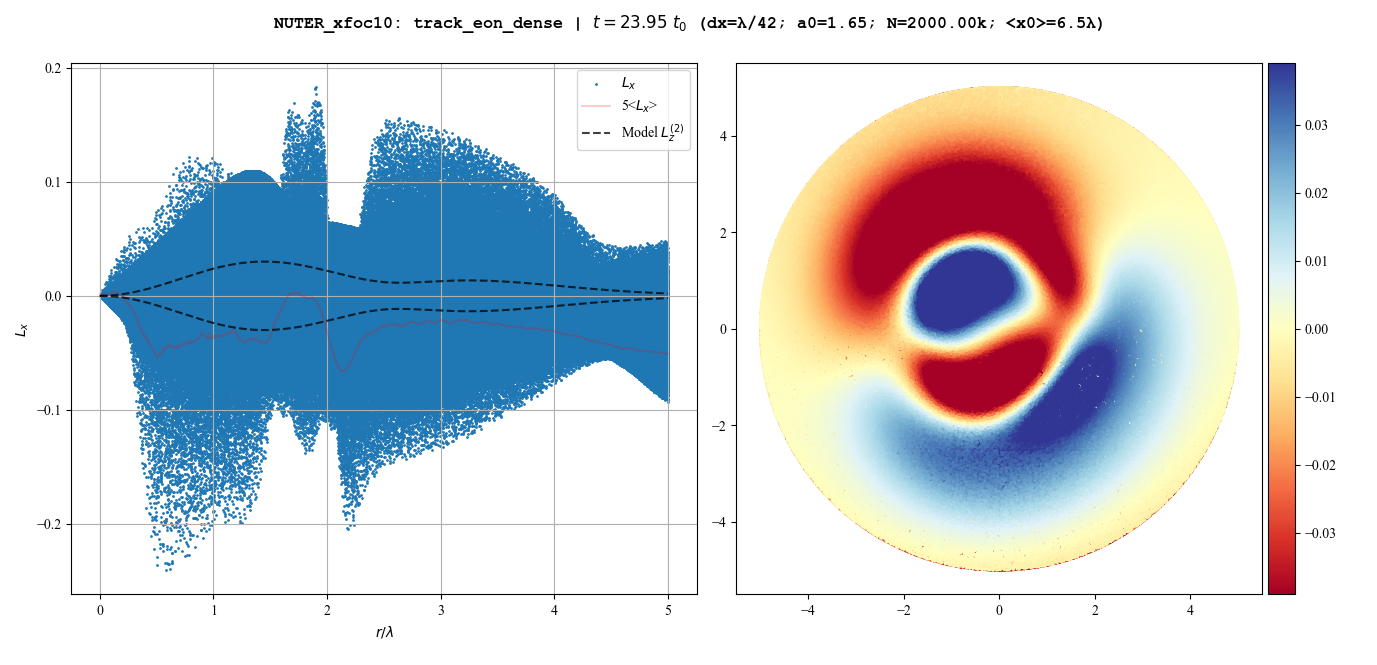 NUTER_xfoc10: track_eon_dense | t = 23.95 t₀ (dx=λ/42; a0=1.65; N=2000.00k; <x0>=6.5λ)
Lₓ
5<Lₓ>
Model L_z^(2)
0.2
0.1
0.0
−0.1
−0.2
Lₓ
0 1 2 3 4 5
r/λ
4
2
0
−2
−4
−4 −2 0 2 4
0.03
0.02
0.01
0.00
−0.01
−0.02
−0.03